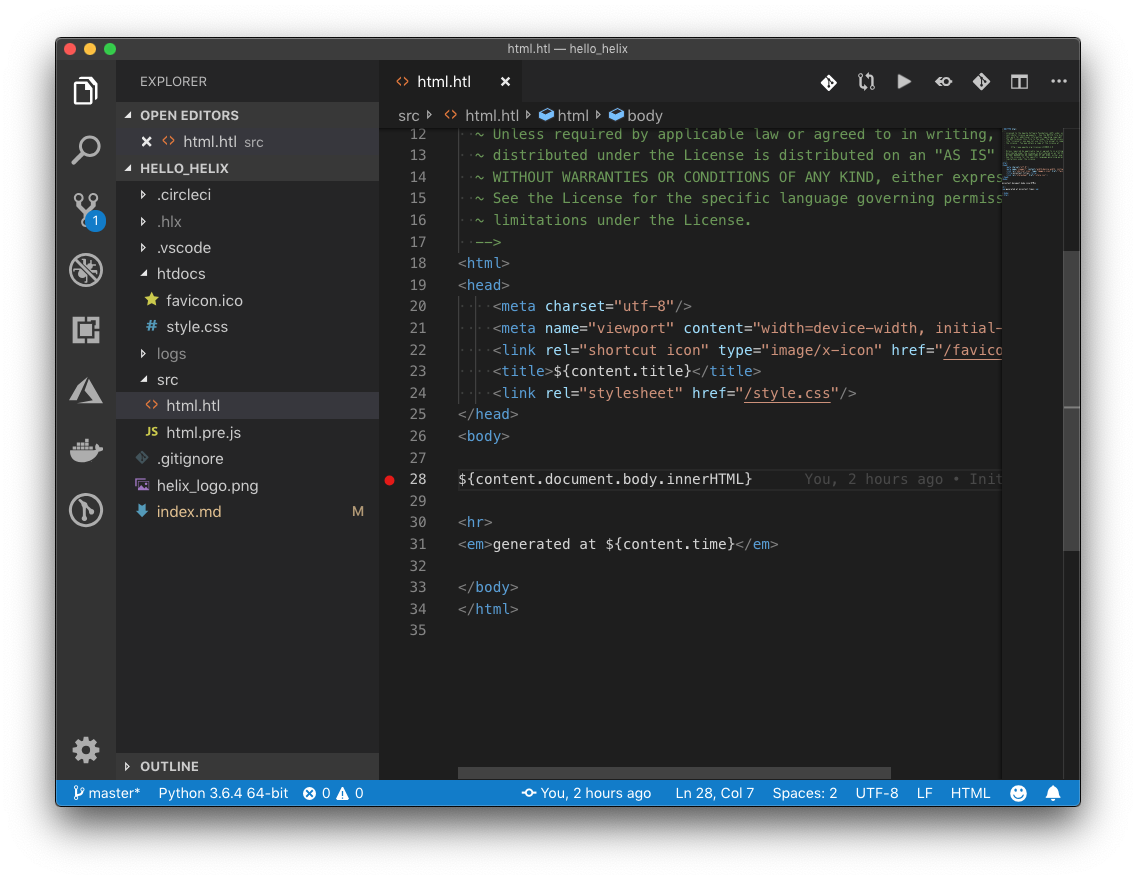 html.htl — hello_helix
EXPLORER
OPEN EDITORS
html.htl src
HELLO_HELIX
.circleci
.hlx
.vscode
htdocs
favicon.ico
# style.css
logs
src
<> html.htl
JS html.pre.js
.gitignore
helix_logo.png
index.md M
OUTLINE
1
<> html.htl
src <> html.htl html body
12 ~ Unless required by applicable law or agreed to in writing,
13 ~ distributed under the License is distributed on an "AS IS"
14 ~ WITHOUT WARRANTIES OR CONDITIONS OF ANY KIND, either expres
15 ~ See the License for the specific language governing permiss
16 ~ limitations under the License.
17 -->
18 <html>
19 <head>
20 <meta charset="utf-8"/>
21 <meta name="viewport" content="width=device-width, initial-
22 <link rel="shortcut icon" type="image/x-icon" href="/favico
23 <title>${content.title}</title>
24 <link rel="stylesheet" href="/style.css"/>
25 </head>
26 <body>
27
28 ${content.document.body.innerHTML} You, 2 hours ago • Init
29
30 <hr>
31 <em>generated at ${content.time}</em>
32
33 </body>
34 </html>
35
master* Python 3.6.4 64-bit 0 0 You, 2 hours ago Ln 28, Col 7 Spaces: 2 UTF-8 LF HTML